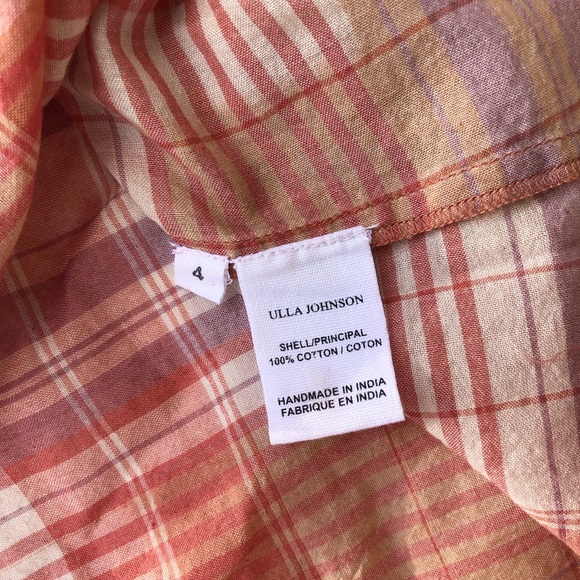 4
ULLA JOHNSON
SHELL/PRINCIPAL
100% COTTON / COTON
HANDMADE IN INDIA
FABRIQUE EN INDIA